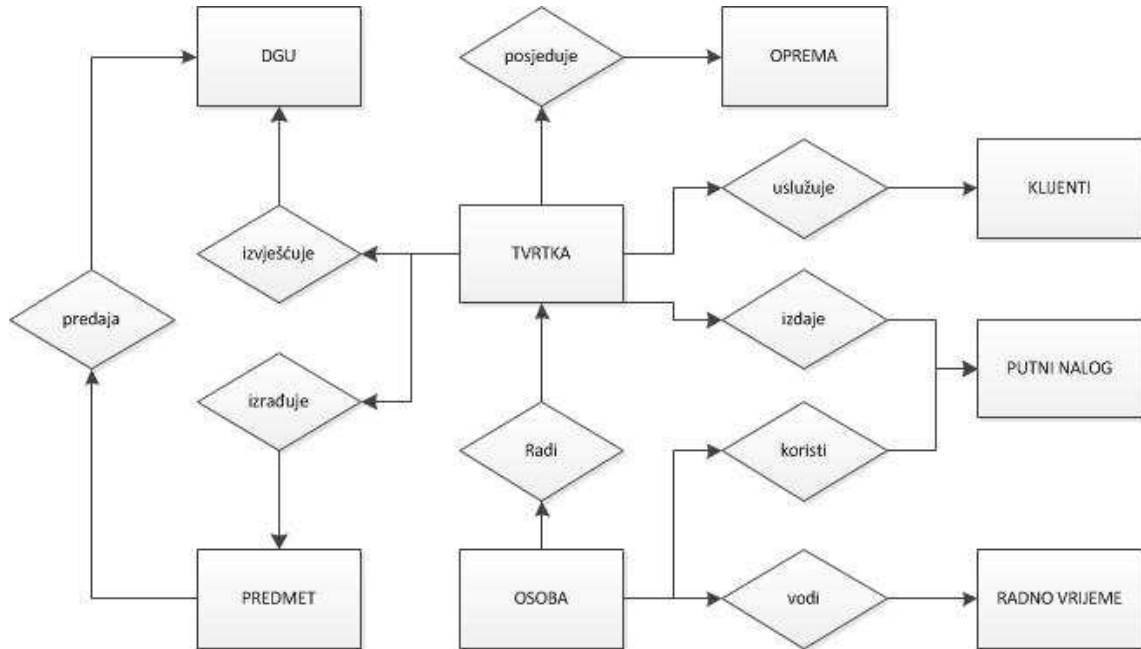 DGU
posjeduje
OPREMA
uslužuje
KLIJENTI
izvješćuje
TVRTKA
predaja
izdaje
PUTNI NALOG
izrađuje
Radi
koristi
PREDMET
OSOBA
vodi
RADNO VRIJEME